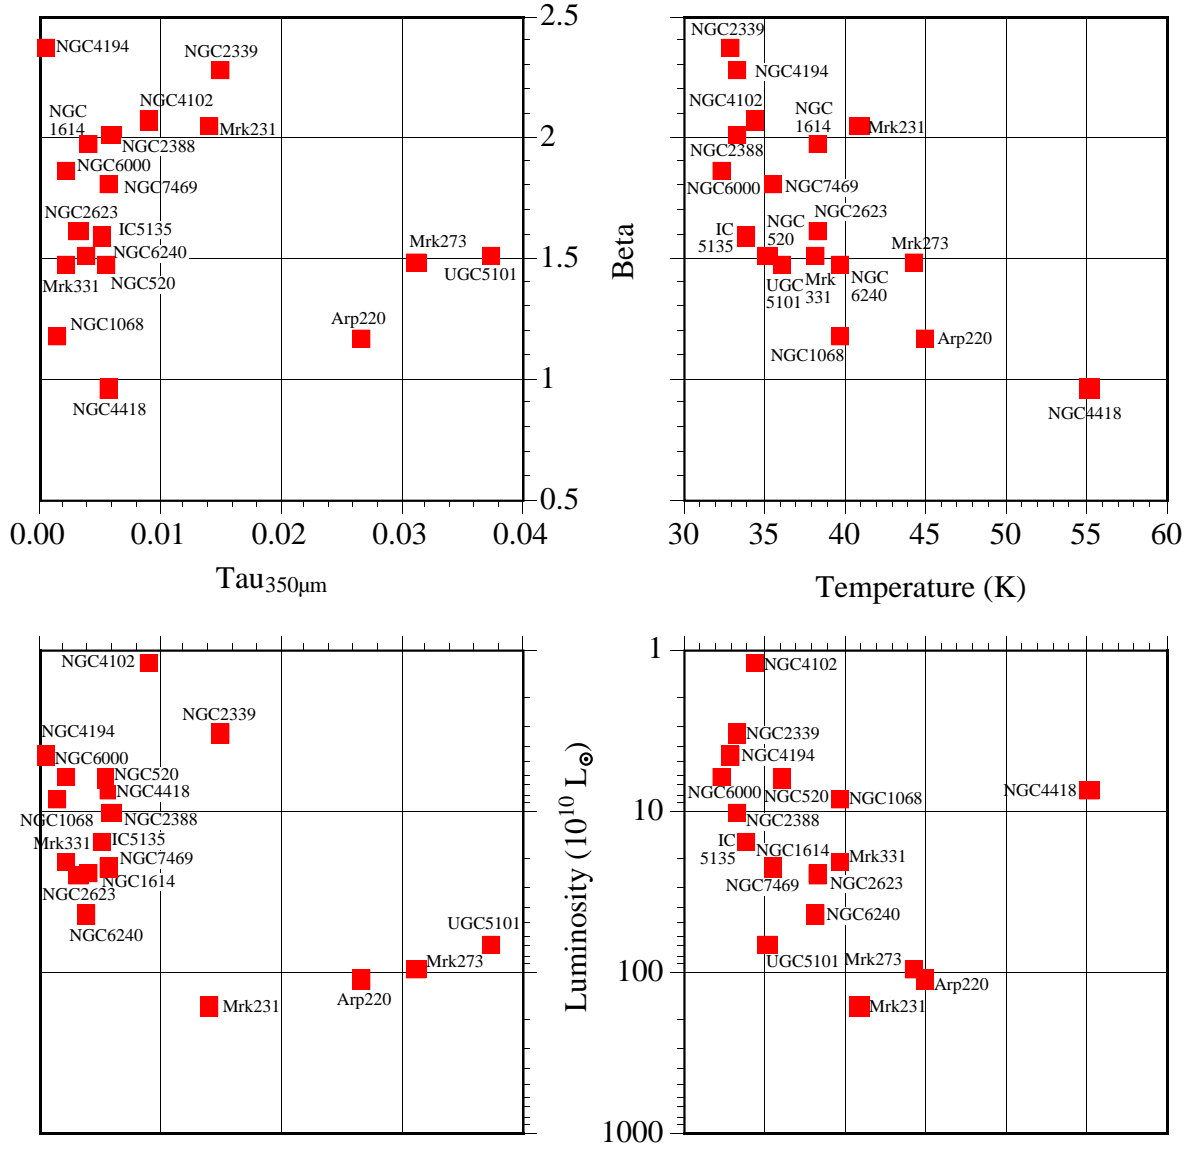 NGC4194
NGC2339
NGC4102
NGC
1614
Mrk231
NGC2388
NGC6000
NGC7469
NGC2623
IC5135
NGC6240
Mrk331
NGC520
Mrk273
UGC5101
NGC1068
Arp220
NGC4418
2.5
2
1.5
1
0.5
Beta
0.00
0.01
0.02
0.03
0.04
Tau350μm
NGC2339
NGC4194
NGC4102
NGC
1614
Mrk231
NGC2388
NGC6000
NGC7469
NGC2623
IC
5135
NGC
520
Mrk273
UGC
5101
Mrk
331
NGC
6240
NGC1068
Arp220
NGC4418
30
35
40
45
50
55
60
Temperature (K)
NGC4102
NGC2339
NGC4194
NGC6000
NGC520
NGC4418
NGC1068
NGC2388
Mrk331
IC5135
NGC7469
NGC1614
NGC2623
NGC6240
UGC5101
Mrk273
Arp220
Mrk231
Luminosity (10^10 L⊙)
1
10
100
1000
NGC4102
NGC2339
NGC4194
NGC6000
NGC520
NGC1068
NGC4418
NGC2388
IC
5135
NGC1614
Mrk331
NGC7469
NGC2623
NGC6240
UGC5101
Mrk273
Arp220
Mrk231